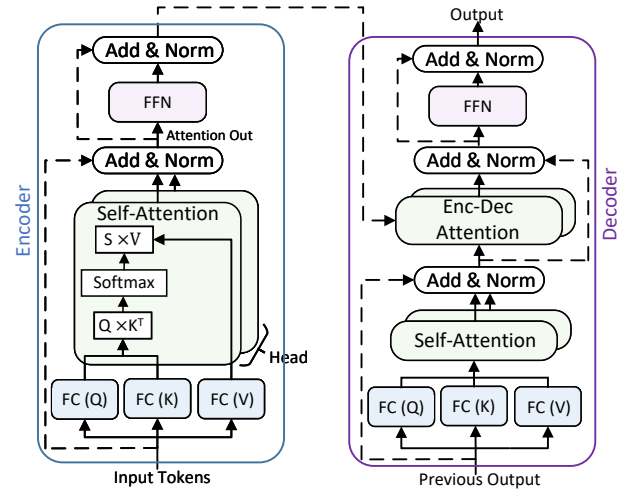 Encoder
Add & Norm
FFN
Attention Out
Add & Norm
Self-Attention
S ×V
Softmax
Q ×Kᵀ
Head
FC (Q)
FC (K)
FC (V)
Input Tokens
Output
Decoder
Add & Norm
FFN
Add & Norm
Enc-Dec
Attention
Add & Norm
Self-Attention
FC (Q)
FC (K)
FC (V)
Previous Output